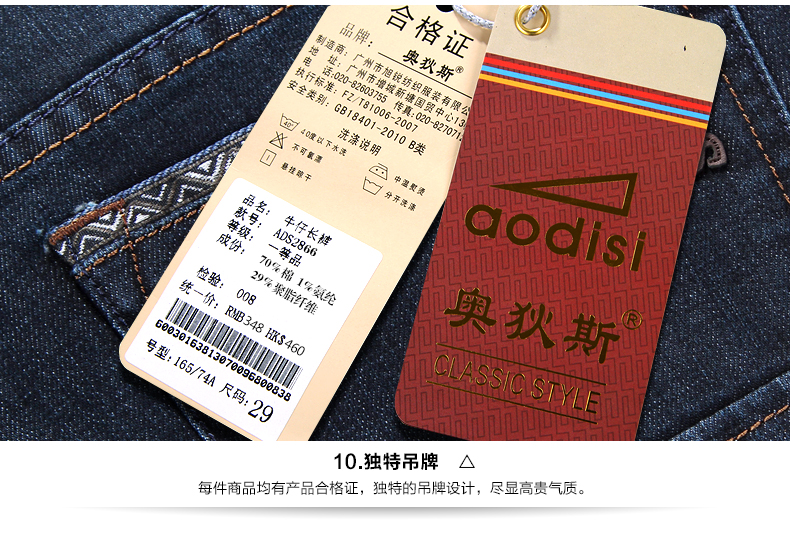 合格证
品牌: 奥狄斯®
制造商: 广州市旭锐纺织服装有限公
地 址: 广州市增城新塘国贸中心13
电 话:020-82603755 传真:020-827071
执行标准: FZ/T81006-2007
安全类别: GB18401-2010 B类
洗涤说明
40度以下水洗
中温熨烫
不可氯漂
分开洗涤
悬挂晾干
品名: 牛仔长裤
款号: ADS2866
等级: 一等品
成份: 70%棉 1%氨纶
29%聚脂纤维
检验: 008
统一价: RMB348 HK$460
60030163813070096800838
号型:165/74A 尺码:29
aodisi
奥狄斯®
CLASSIC STYLE
10.独特吊牌 △
每件商品均有产品合格证，独特的吊牌设计，尽显高贵气质。